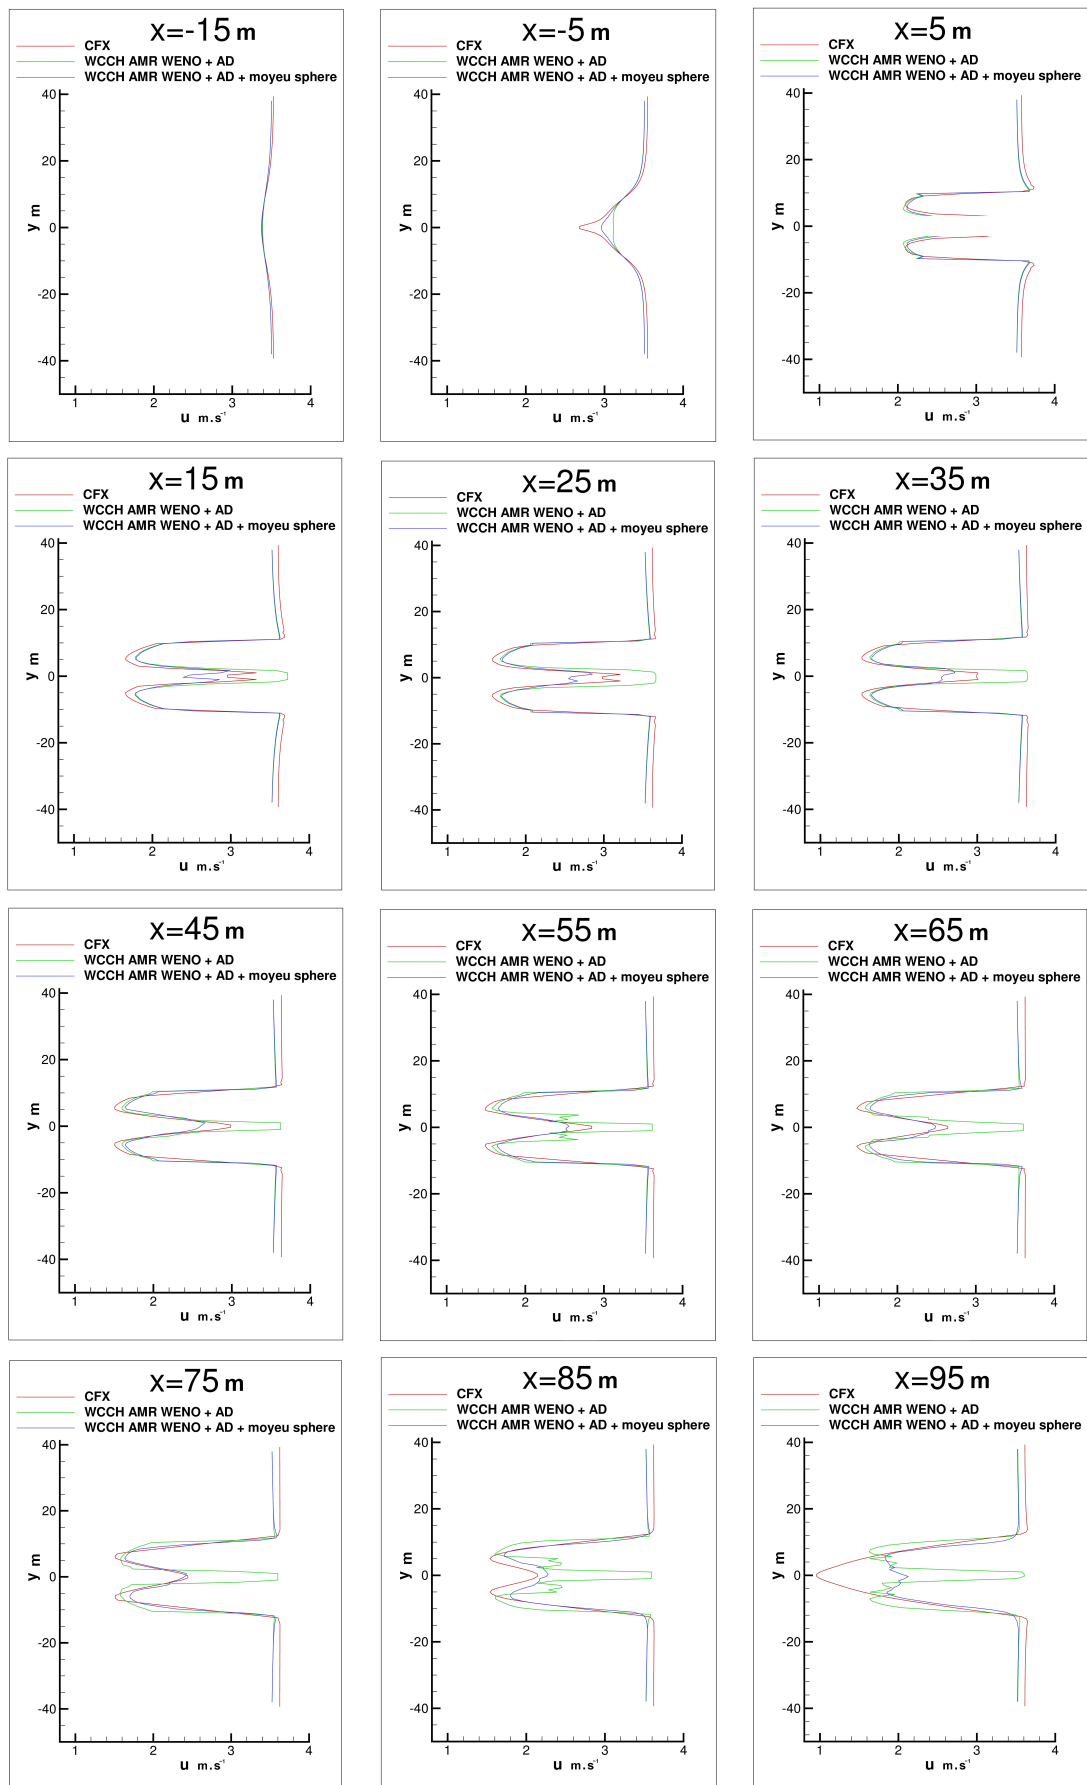 x=-15 m
CFX
WCCH AMR WENO + AD
WCCH AMR WENO + AD + moyeu sphere
40
20
0
-20
-40
y m
1 2 3 4
u m.s⁻¹
x=-5 m
CFX
WCCH AMR WENO + AD
WCCH AMR WENO + AD + moyeu sphere
40
20
0
-20
-40
y m
1 2 3 4
u m.s⁻¹
x=5 m
CFX
WCCH AMR WENO + AD
WCCH AMR WENO + AD + moyeu sphere
40
20
0
-20
-40
y m
1 2 3 4
u m.s⁻¹
x=15 m
CFX
WCCH AMR WENO + AD
WCCH AMR WENO + AD + moyeu sphere
40
20
0
-20
-40
y m
1 2 3 4
u m.s⁻¹
x=25 m
CFX
WCCH AMR WENO + AD
WCCH AMR WENO + AD + moyeu sphere
40
20
0
-20
-40
y m
1 2 3 4
u m.s⁻¹
x=35 m
CFX
WCCH AMR WENO + AD
WCCH AMR WENO + AD + moyeu sphere
40
20
0
-20
-40
y m
1 2 3 4
u m.s⁻¹
x=45 m
CFX
WCCH AMR WENO + AD
WCCH AMR WENO + AD + moyeu sphere
40
20
0
-20
-40
y m
1 2 3 4
u m.s⁻¹
x=55 m
CFX
WCCH AMR WENO + AD
WCCH AMR WENO + AD + moyeu sphere
40
20
0
-20
-40
y m
1 2 3 4
u m.s⁻¹
x=65 m
CFX
WCCH AMR WENO + AD
WCCH AMR WENO + AD + moyeu sphere
40
20
0
-20
-40
y m
1 2 3 4
u m.s⁻¹
x=75 m
CFX
WCCH AMR WENO + AD
WCCH AMR WENO + AD + moyeu sphere
40
20
0
-20
-40
y m
1 2 3 4
u m.s⁻¹
x=85 m
CFX
WCCH AMR WENO + AD
WCCH AMR WENO + AD + moyeu sphere
40
20
0
-20
-40
y m
1 2 3 4
u m.s⁻¹
x=95 m
CFX
WCCH AMR WENO + AD
WCCH AMR WENO + AD + moyeu sphere
40
20
0
-20
-40
y m
1 2 3 4
u m.s⁻¹